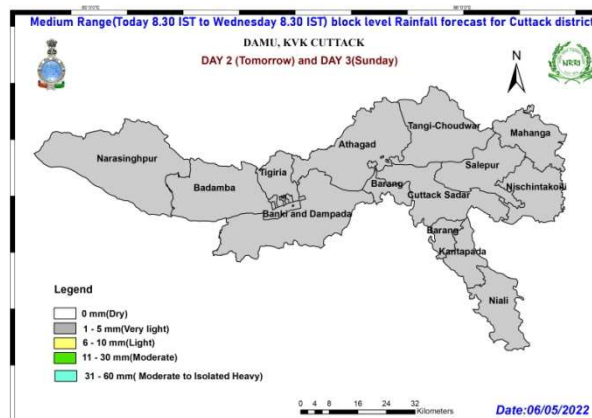 Medium Range(Today 8.30 IST to Wednesday 8.30 IST) block level Rainfall forecast for Cuttack district
DAMU, KVK CUTTACK
DAY 2 (Tomorrow) and DAY 3(Sunday)
N
NRRI
Narasinghpur
Badamba
Tigiria
Athagad
Tangi-Choudwar
Mahanga
Salepur
Nischintakoili
Barang
Cuttack Sadar
Banki and Dampada
Barang
Kantapada
Niali
Legend
0 mm(Dry)
1 - 5 mm(Very light)
6 - 10 mm(Light)
11 - 30 mm(Moderate)
31 - 60 mm( Moderate to Isolated Heavy)
0 4 8 16 24 32
Kilometers
Date:06/05/2022